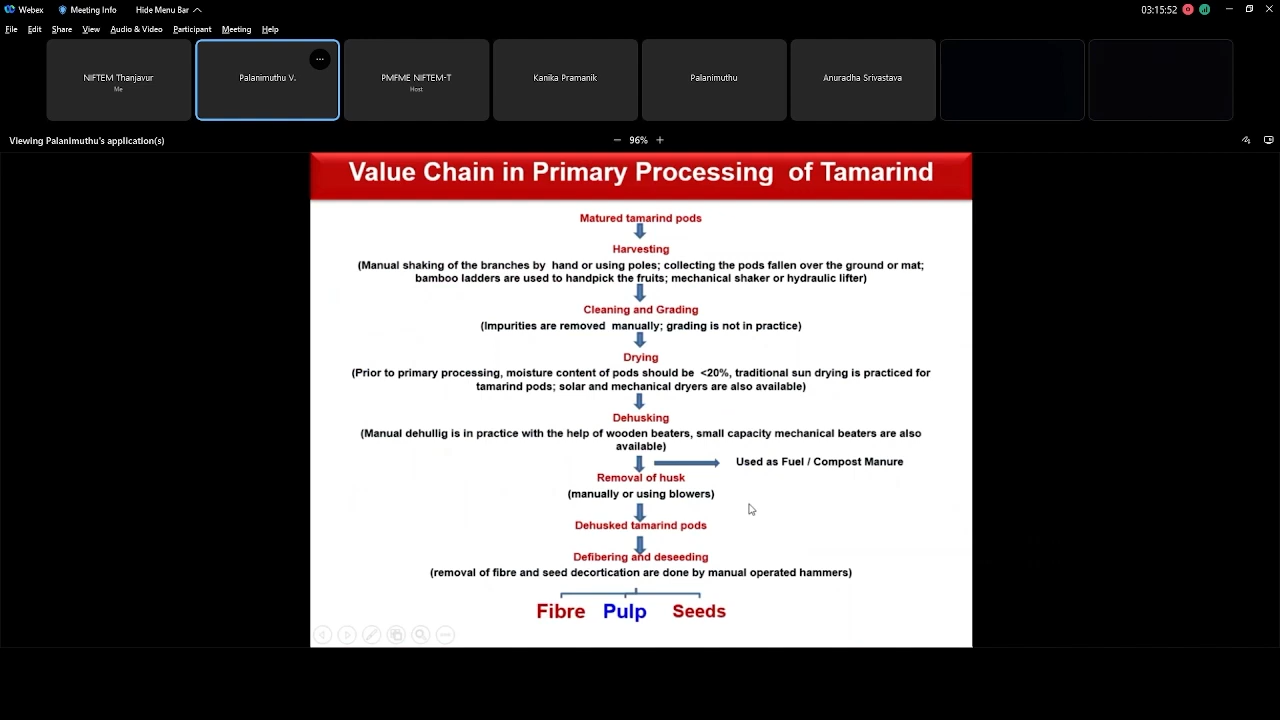 Webex
Meeting Info
Hide Menu Bar
03:15:52
File Edit Share View Audio & Video Participant Meeting Help
NIFTEM Thanjavur
Me
Palanimuthu V.
PMFME NIFTEM-T
Host
Kanika Pramanik
Palanimuthu
Anuradha Srivastava
Viewing Palanimuthu's application(s)
96%
Value Chain in Primary Processing of Tamarind
Matured tamarind pods
Harvesting
(Manual shaking of the branches by hand or using poles; collecting the pods fallen over the ground or mat;
bamboo ladders are used to handpick the fruits; mechanical shaker or hydraulic lifter)
Cleaning and Grading
(Impurities are removed manually; grading is not in practice)
Drying
(Prior to primary processing, moisture content of pods should be <20%, traditional sun drying is practiced for
tamarind pods; solar and mechanical dryers are also available)
Dehusking
(Manual dehullig is in practice with the help of wooden beaters, small capacity mechanical beaters are also
available)
Used as Fuel / Compost Manure
Removal of husk
(manually or using blowers)
Dehusked tamarind pods
Defibering and deseeding
(removal of fibre and seed decortication are done by manual operated hammers)
Fibre Pulp Seeds